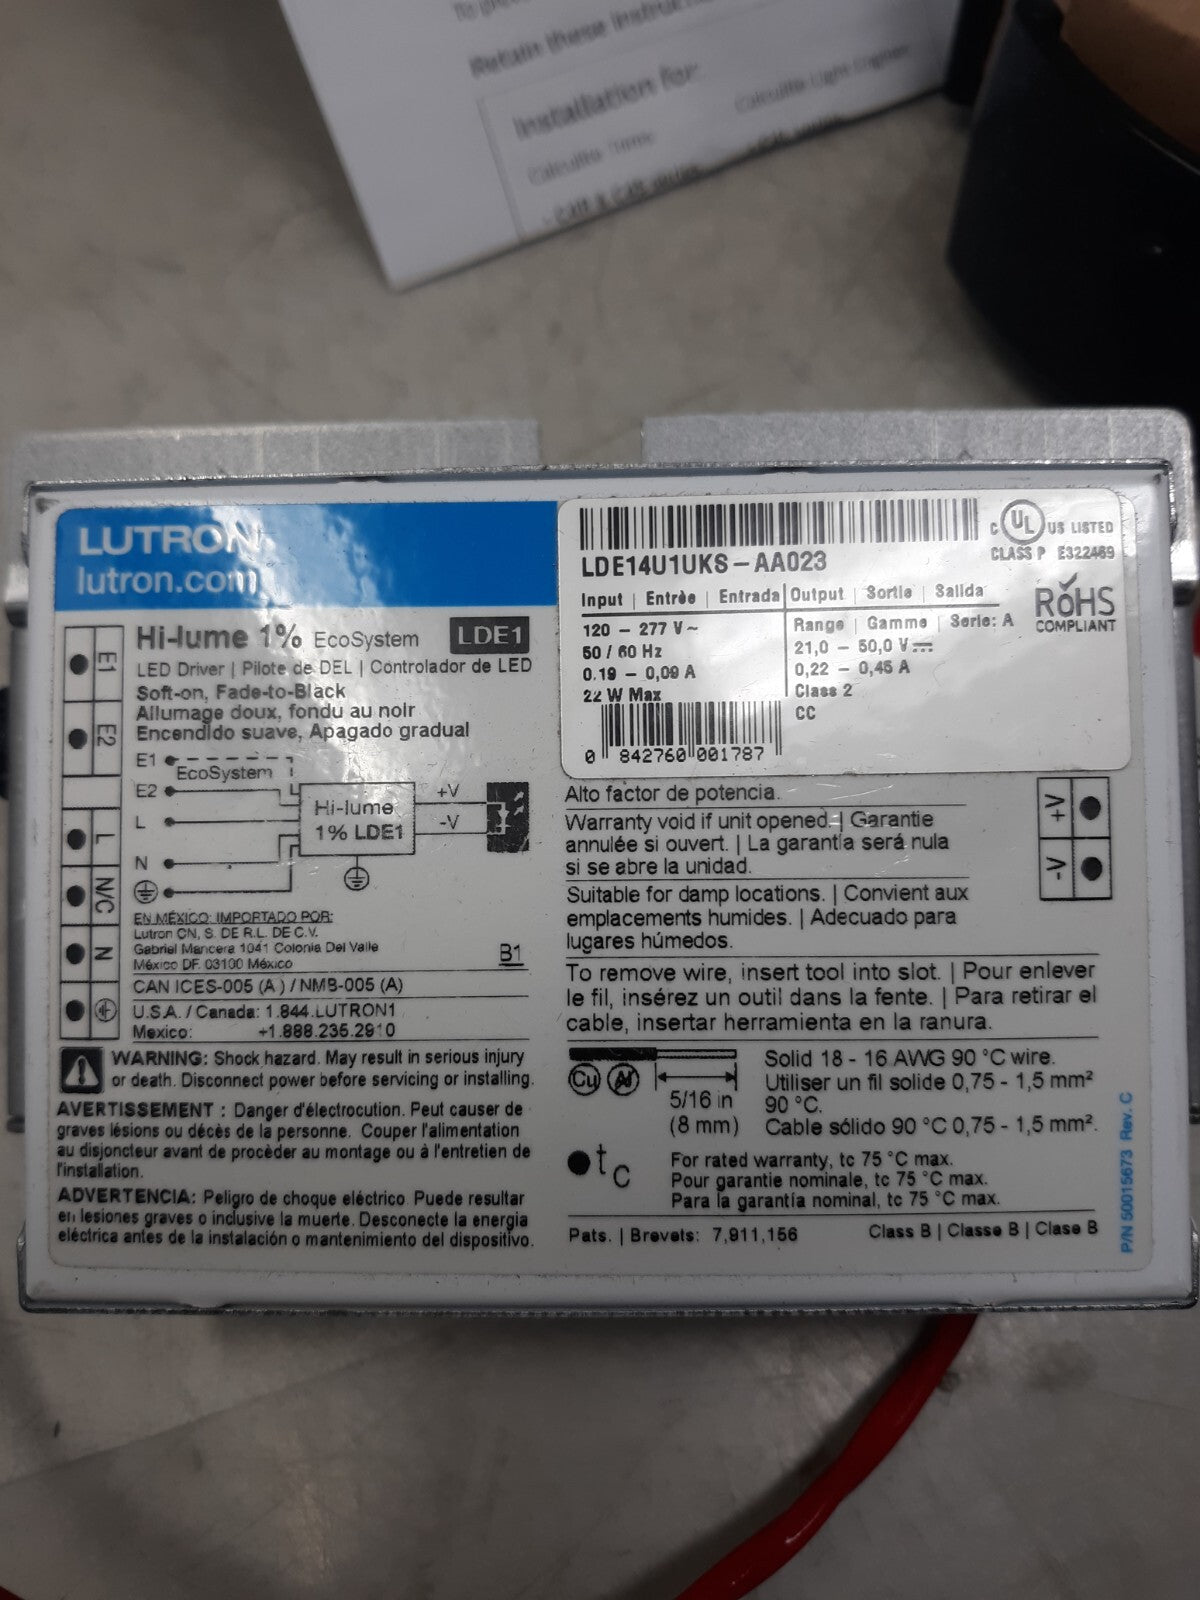 Retain these instruc
Installation for:
LUTRON
lutron.com
Hi-lume 1% EcoSystem LDE1
LED Driver | Pilote de DEL | Controlador de LED
Soft-on, Fade-to-Black
Allumage doux, fondu au noir
Encendido suave, Apagado gradual
E1
E2
L
N/C
N
E1
EcoSystem
E2
L
N
Hi-lume
1% LDE1
+V
-V
EN MÉXICO: IMPORTADO POR:
Lutron CN, S. DE R.L. DE C.V.
Gabriel Mancera 1041 Colonia Del Valle
México DF. 03100 México
B1
CAN ICES-005 (A) / NMB-005 (A)
U.S.A. / Canada: 1.844.LUTRON1
Mexico: +1.888.235.2910
WARNING: Shock hazard. May result in serious injury
or death. Disconnect power before servicing or installing.
AVERTISSEMENT : Danger d'électrocution. Peut causer de
graves lésions ou décès de la personne. Couper l'alimentation
au disjoncteur avant de procèder au montage ou à l'entretien de
l'installation.
ADVERTENCIA: Peligro de choque eléctrico. Puede resultar
en lesiones graves o inclusive la muerte. Desconecte la energia
eléctrica antes de la instalación o mantenimiento del dispositivo.
LDE14U1UKS-AA023
C UL US LISTED
CLASS P E322469
RoHS
COMPLIANT
Input | Entrée | Entrada
120 - 277 V~
50 / 60 Hz
0.19 - 0,09 A
22 W Max
0 842760 001787
Output | Sortie | Salida
Range | Gamme | Serie: A
21,0 - 50,0 V
0,22 - 0,45 A
Class 2
CC
Alto factor de potencia.
Warranty void if unit opened. | Garantie
annulée si ouvert. | La garantía será nula
si se abre la unidad.
Suitable for damp locations. | Convient aux
emplacements humides. | Adecuado para
lugares húmedos.
+V
-V
To remove wire, insert tool into slot. | Pour enlever
le fil, insérez un outil dans la fente. | Para retirar el
cable, insertar herramienta en la ranura.
Cu Al
5/16 in
(8 mm)
Solid 18 - 16 AWG 90 °C wire.
Utiliser un fil solide 0,75 - 1,5 mm²
90 °C.
Cable sólido 90 °C 0,75 - 1,5 mm².
tc
For rated warranty, tc 75 °C max.
Pour garantie nominale, tc 75 °C max.
Para la garantía nominal, tc 75 °C max.
Pats. | Brevets: 7,911,156
Class B | Classe B | Clase B
P/N 50015673 Rev. C